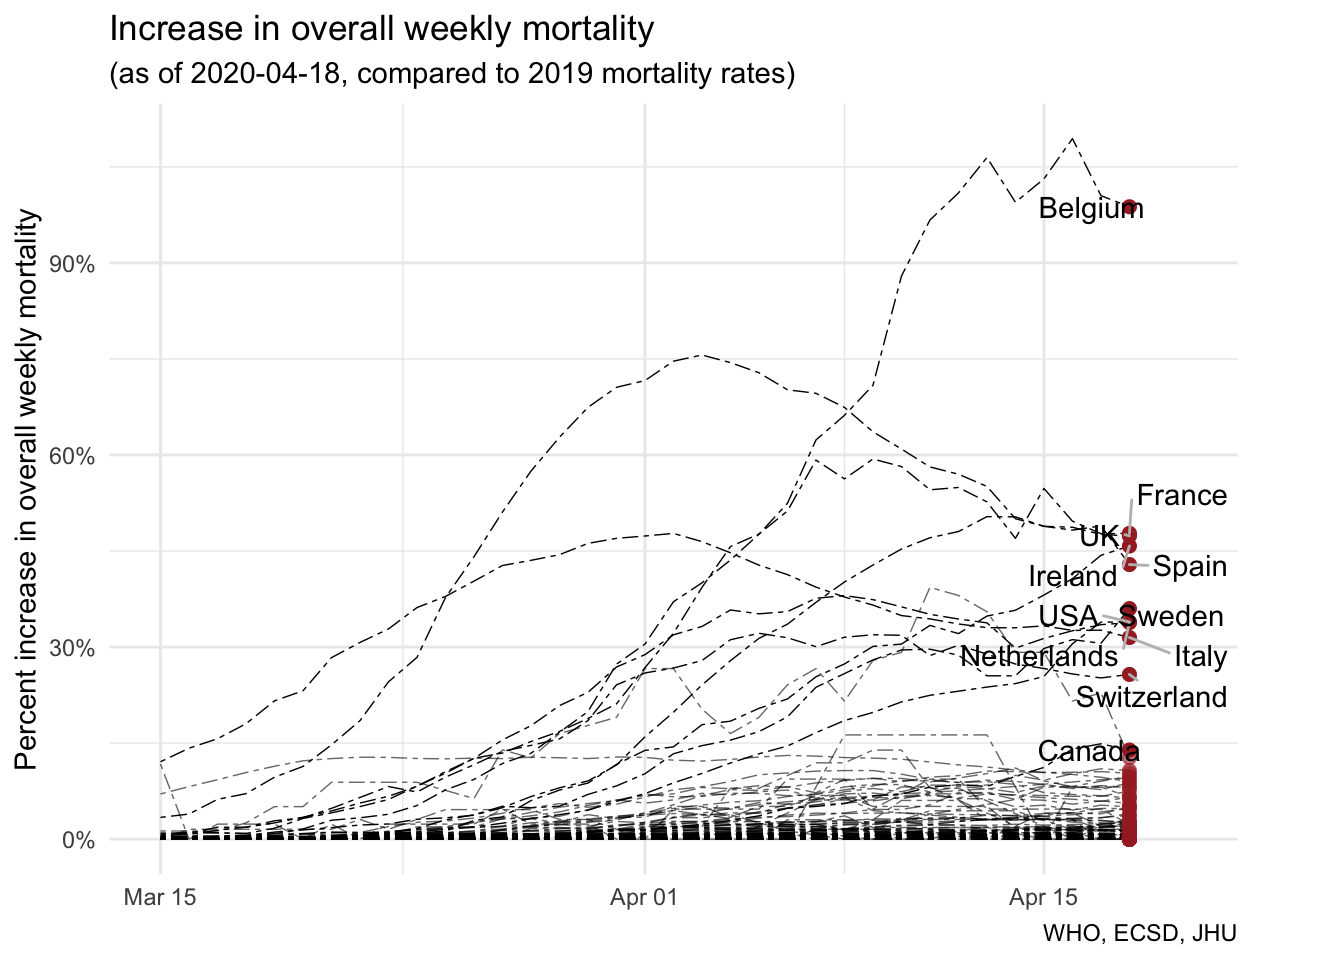 Increase in overall weekly mortality
(as of 2020-04-18, compared to 2019 mortality rates)
Percent increase in overall weekly mortality
90%
60%
30%
0%
Belgium
France
UK
Spain
Ireland
USA
Sweden
Netherlands
Italy
Switzerland
Canada
Mar 15
Apr 01
Apr 15
WHO, ECSD, JHU